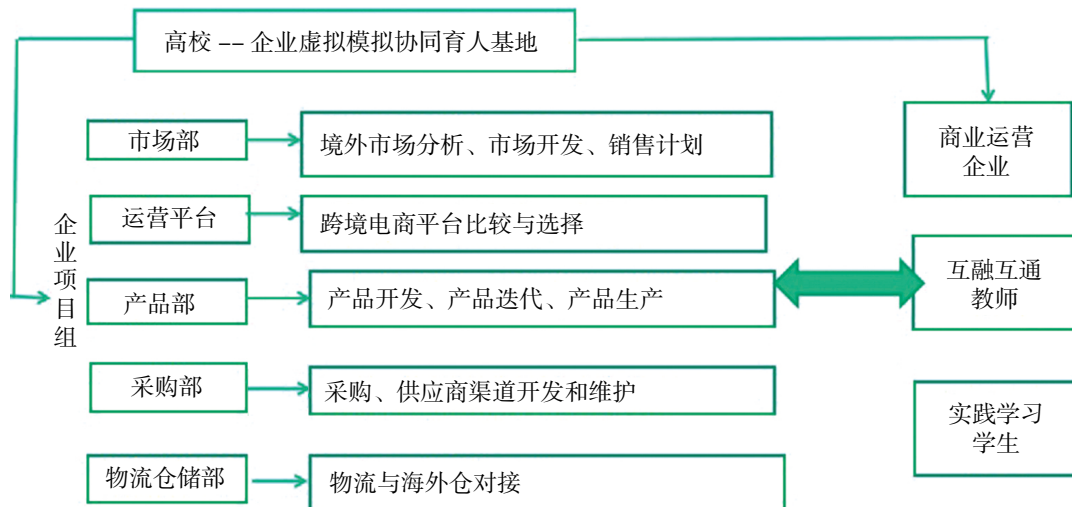 高校 -- 企业虚拟模拟协同育人基地
市场部
境外市场分析、市场开发、销售计划
商业运营
企业
企业项目组
运营平台
跨境电商平台比较与选择
产品部
产品开发、产品迭代、产品生产
互融互通
教师
采购部
采购、供应商渠道开发和维护
实践学习
学生
物流仓储部
物流与海外仓对接